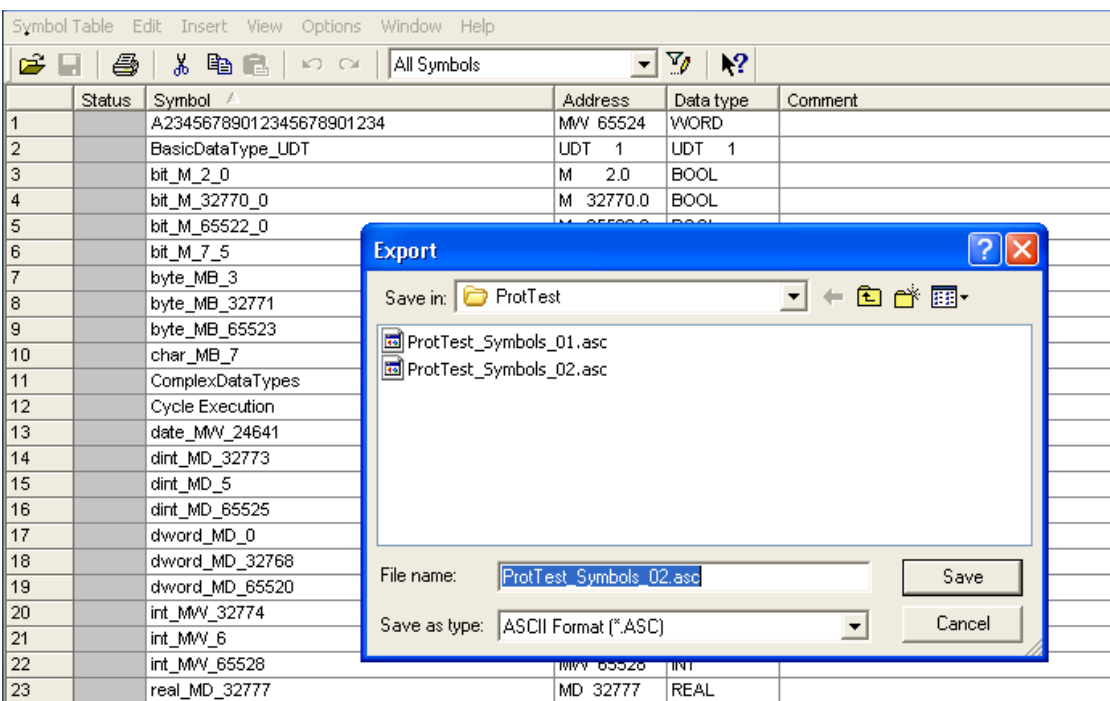 Symbol Table Edit Insert View Options Window Help
All Symbols
Status Symbol Address Data type Comment
1 A23456789012345678901234 MW 65524 WORD
2 BasicDataType_UDT UDT 1 UDT 1
3 bit_M_2_0 M 2.0 BOOL
4 bit_M_32770_0 M 32770.0 BOOL
5 bit_M_65522_0
6 bit_M_7_5
7 byte_MB_3
8 byte_MB_32771
9 byte_MB_65523
10 char_MB_7
11 ComplexDataTypes
12 Cycle Execution
13 date_MW_24641
14 dint_MD_32773
15 dint_MD_5
16 dint_MD_65525
17 dword_MD_0
18 dword_MD_32768
19 dword_MD_65520
20 int_MW_32774
21 int_MW_6
22 int_MW_65528 MW 65528 INT
23 real_MD_32777 MD 32777 REAL
Export
Save in: ProtTest
ProtTest_Symbols_01.asc
ProtTest_Symbols_02.asc
File name: ProtTest_Symbols_02.asc Save
Save as type: ASCII Format (*.ASC) Cancel